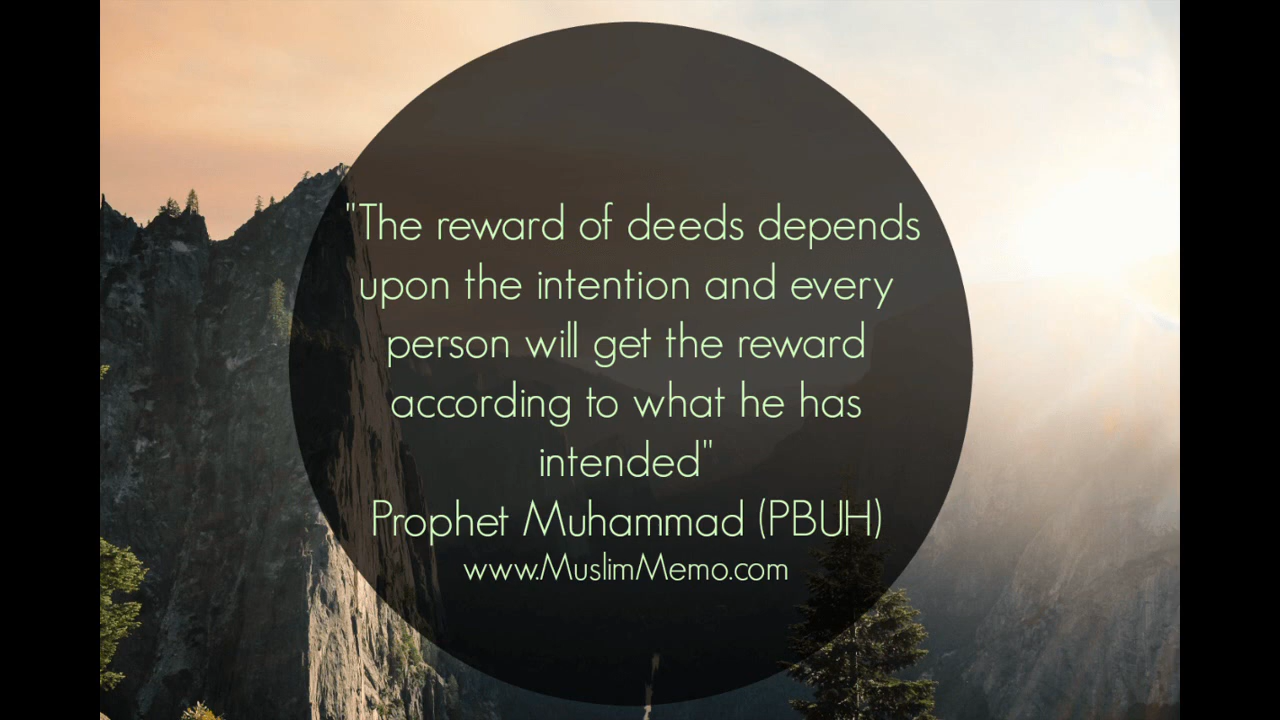 "The reward of deeds depends
upon the intention and every
person will get the reward
according to what he has
intended"
Prophet Muhammad (PBUH)
www.MuslimMemo.com